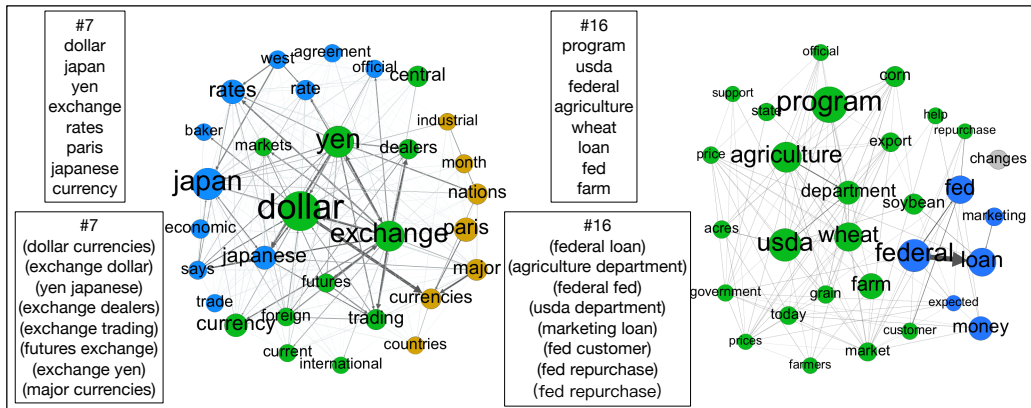 #7
dollar
japan
yen
exchange
rates
paris
japanese
currency
#7
(dollar currencies)
(exchange dollar)
(yen japanese)
(exchange dealers)
(exchange trading)
(futures exchange)
(exchange yen)
(major currencies)
agreement
west
official
central
rates
rate
industrial
baker
markets
yen
dealers
month
japan
nations
dollar
paris
economic
exchange
japanese
says
major
futures
currencies
trade
currency
foreign
trading
countries
current
international
#16
program
usda
federal
agriculture
wheat
loan
fed
farm
#16
(federal loan)
(agriculture department)
(federal fed)
(usda department)
(marketing loan)
(fed customer)
(fed repurchase)
(fed repurchase)
official
corn
support
program
state
help
repurchase
export
price
agriculture
changes
department
fed
soybean
marketing
acres
usda
wheat
federal
loan
farm
government
grain
expected
today
customer
money
prices
market
farmers